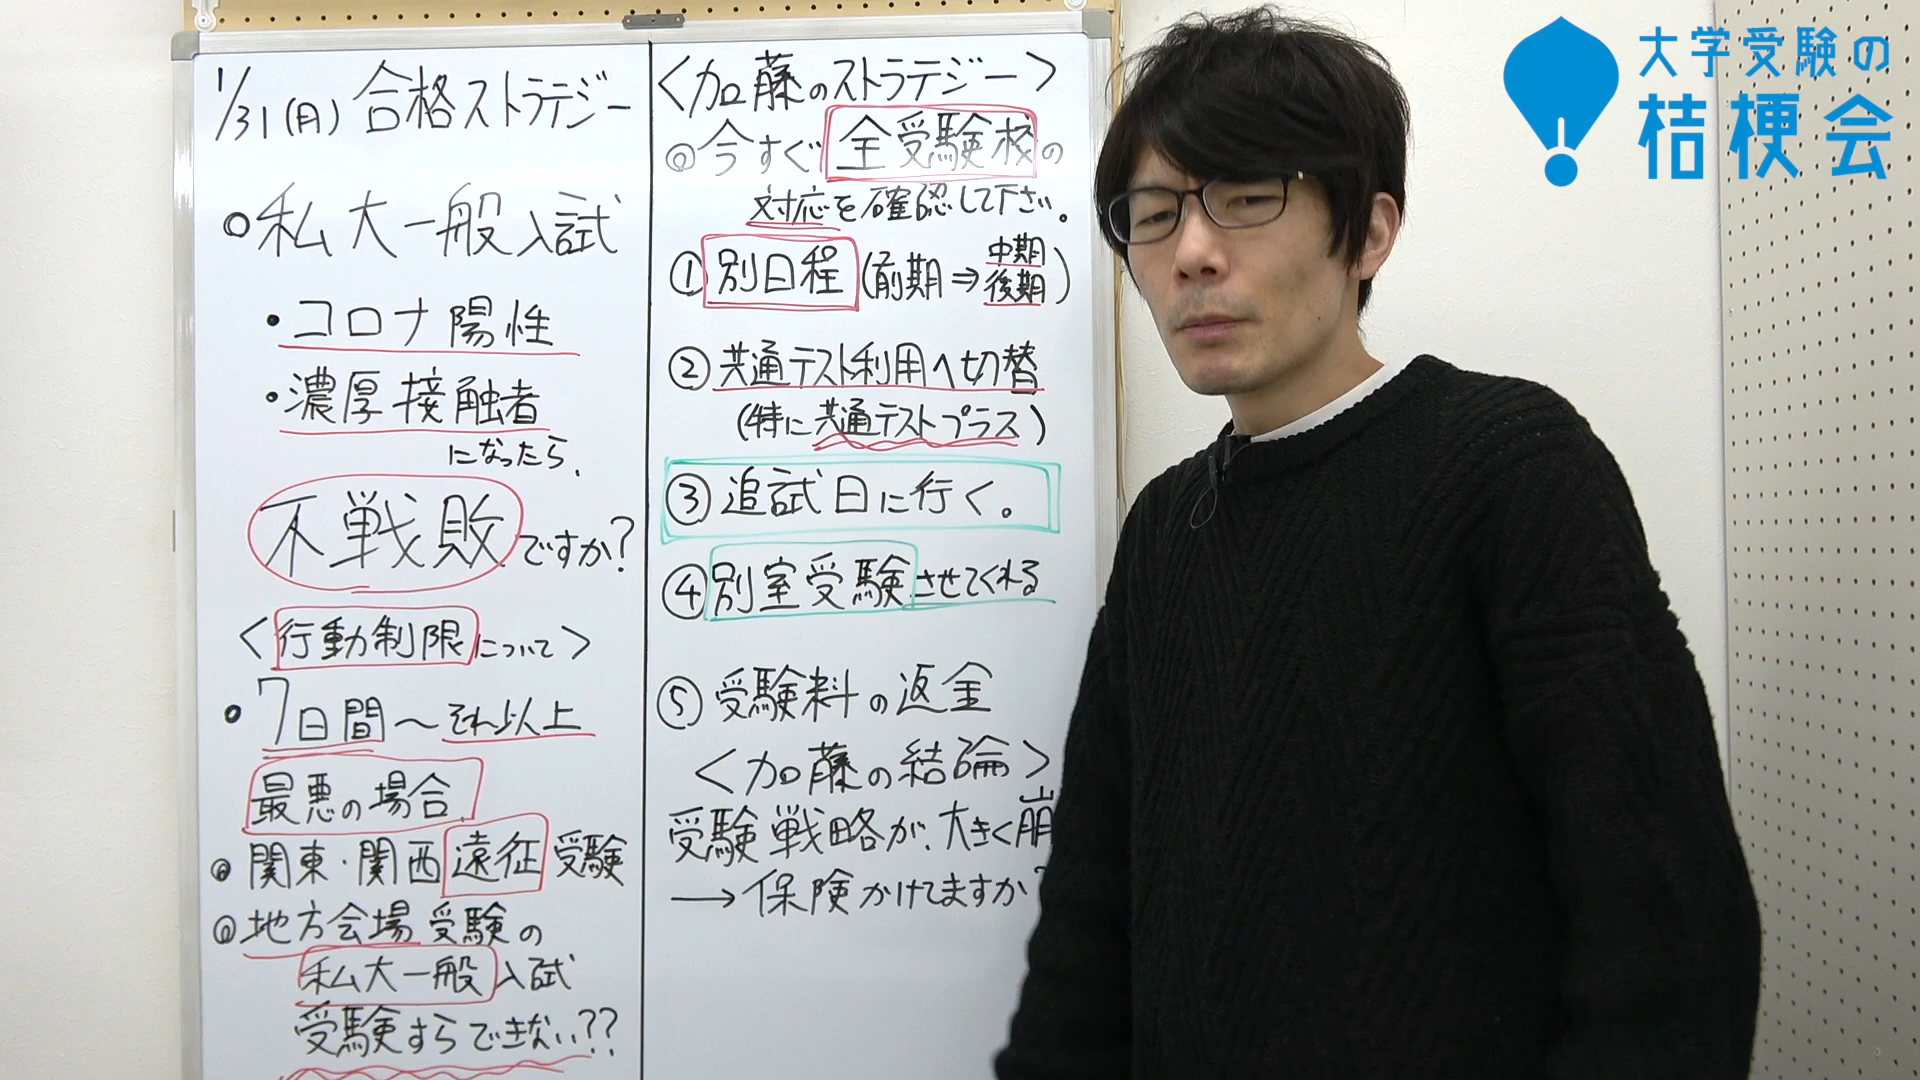 1/31(月) 合格ストラテジー
◎私大一般入試
・コロナ陽性
・濃厚接触者
になったら、
不戦敗ですか?
<行動制限について>
・7日間〜それ以上
最悪の場合
◎関東・関西遠征受験
◎地方会場受験の
私大一般入試
受験すらできない??
<加藤のストラテジー>
◎今すぐ全受験校の
対応を確認して下さい。
①別日程(前期⇒中期
後期)
②共通テスト利用へ切替
(特に共通テストプラス)
③追試日に行く。
④別室受験させてくれる
⑤受験料の返金
<加藤の結論>
受験戦略が、大きく崩
→保険かけてますか?
大学受験の
桔梗会